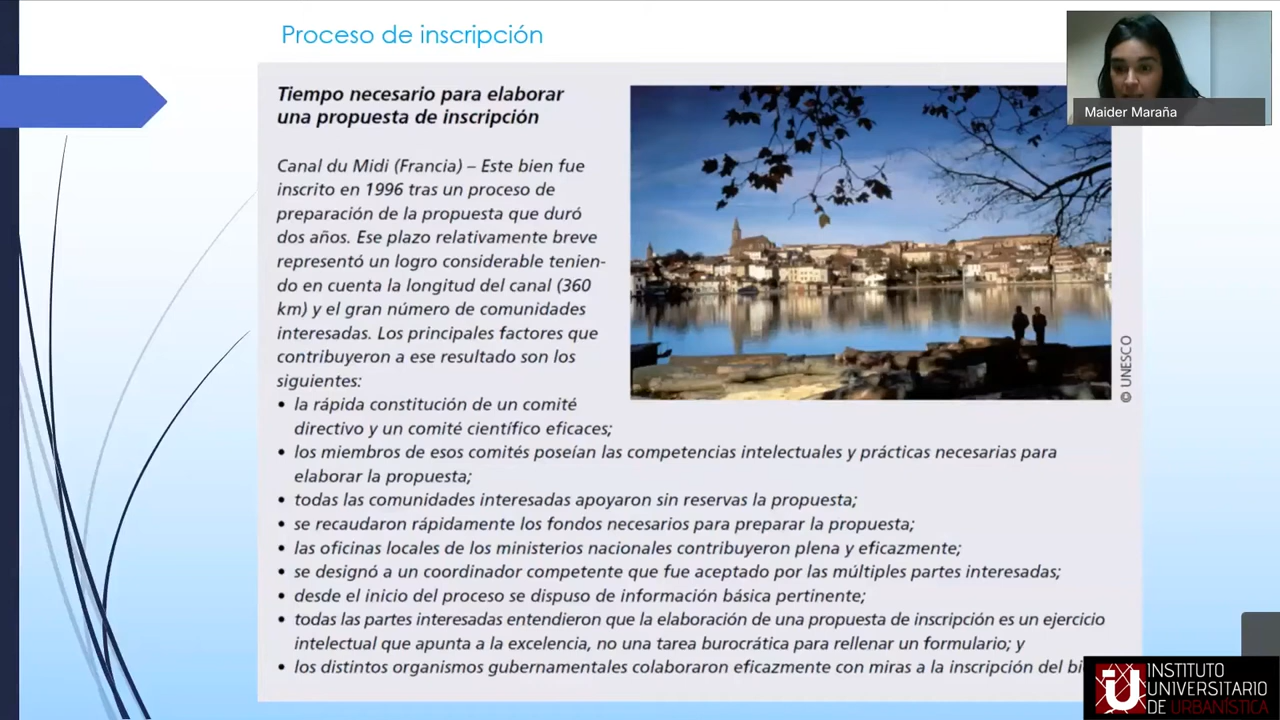 Proceso de inscripción
Tiempo necesario para elaborar
una propuesta de inscripción
Canal du Midi (Francia) – Este bien fue
inscrito en 1996 tras un proceso de
preparación de la propuesta que duró
dos años. Ese plazo relativamente breve
representó un logro considerable tenien-
do en cuenta la longitud del canal (360
km) y el gran número de comunidades
interesadas. Los principales factores que
contribuyeron a ese resultado son los
siguientes:
• la rápida constitución de un comité
directivo y un comité científico eficaces;
• los miembros de esos comités poseían las competencias intelectuales y prácticas necesarias para
elaborar la propuesta;
• todas las comunidades interesadas apoyaron sin reservas la propuesta;
• se recaudaron rápidamente los fondos necesarios para preparar la propuesta;
• las oficinas locales de los ministerios nacionales contribuyeron plena y eficazmente;
• se designó a un coordinador competente que fue aceptado por las múltiples partes interesadas;
• desde el inicio del proceso se dispuso de información básica pertinente;
• todas las partes interesadas entendieron que la elaboración de una propuesta de inscripción es un ejercicio
intelectual que apunta a la excelencia, no una tarea burocrática para rellenar un formulario; y
• los distintos organismos gubernamentales colaboraron eficazmente con miras a la inscripción del
© UNESCO
Maider Maraña
iU
INSTITUTO
UNIVERSITARIO
DE URBANÍSTICA